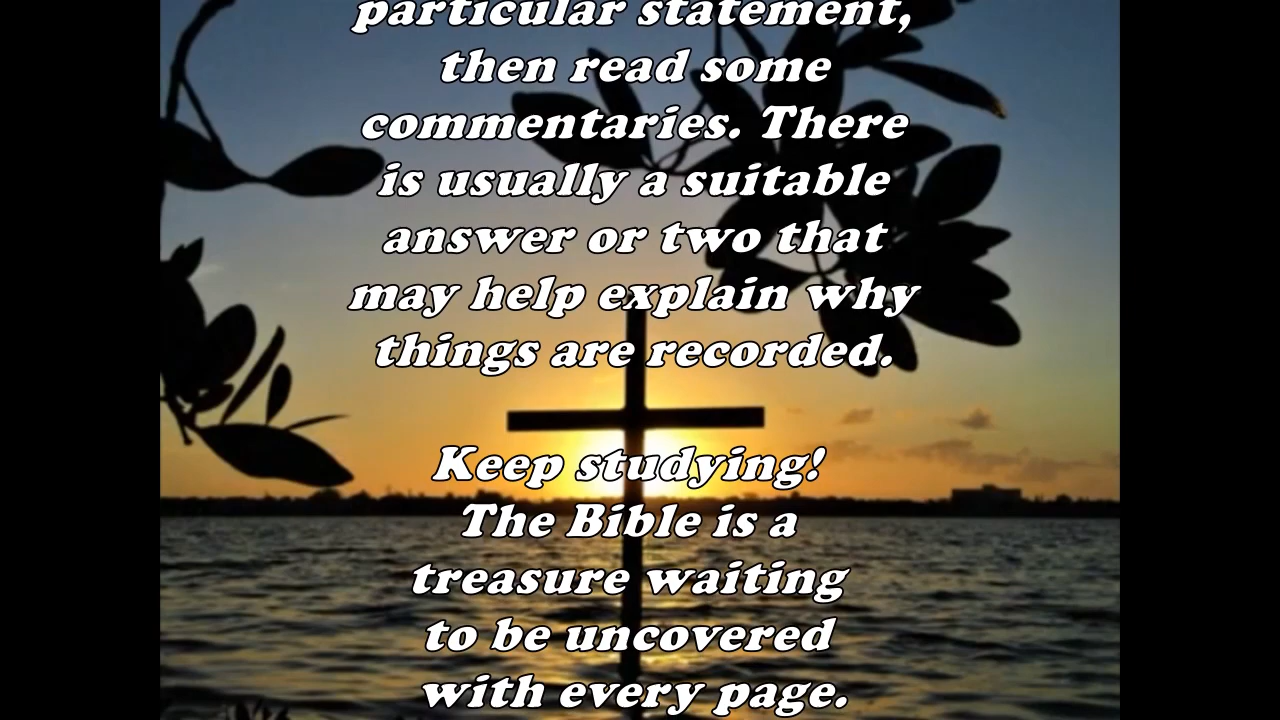 particular statement,
then read some
commentaries. There
is usually a suitable
answer or two that
may help explain why
things are recorded.
Keep studying!
The Bible is a
treasure waiting
to be uncovered
with every page.